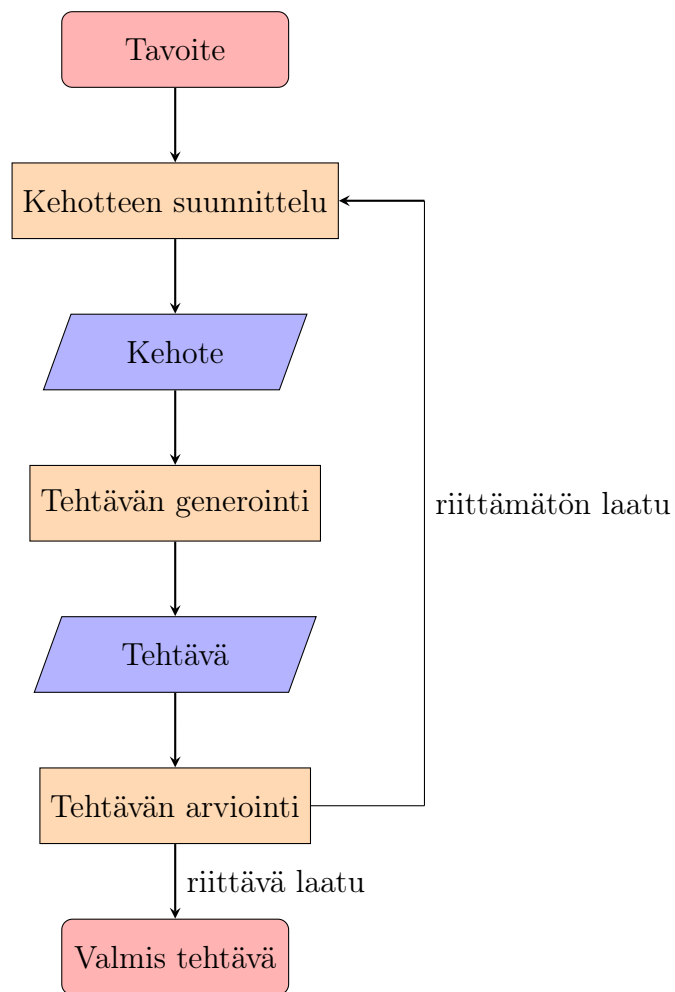 Tavoite
Kehotteen suunnittelu
Kehote
Tehtävän generointi
riittämätön laatu
Tehtävä
Tehtävän arviointi
riittävä laatu
Valmis tehtävä